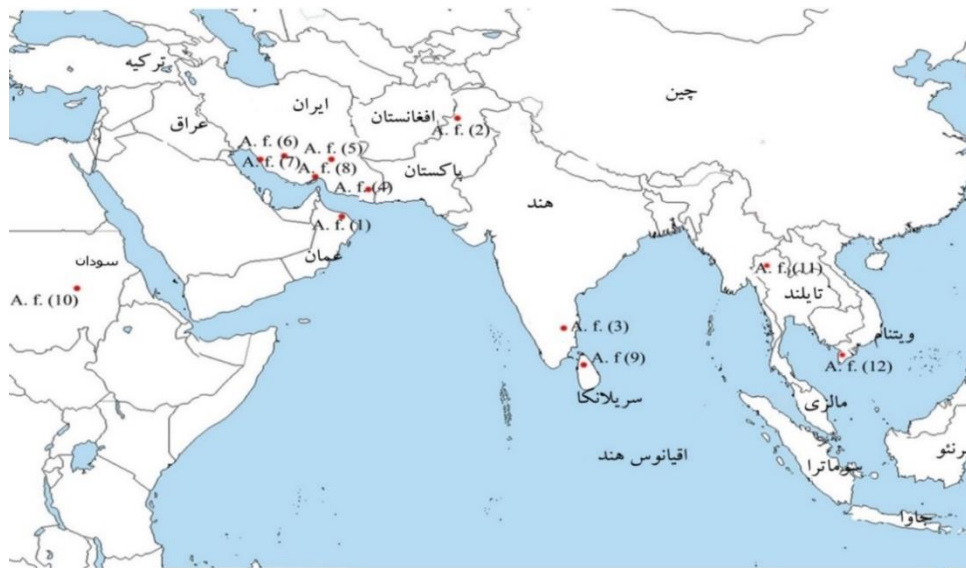 ترکیه
چین
ایران
افغانستان
عراق
A. f. (2)
A. f. (6)
A. f. (5)
A. f. (7)
A. f. (8)
پاکستان
A. f. (4)
هند
A. f. (1)
عمان
سودان
A. f. (10)
A. f. (11)
تایلند
A. f. (3)
ویتنام
A. f (9)
A. f. (12)
سریلانکا
مالزی
اقیانوس هند
سوماترا
رنئو
جاوا